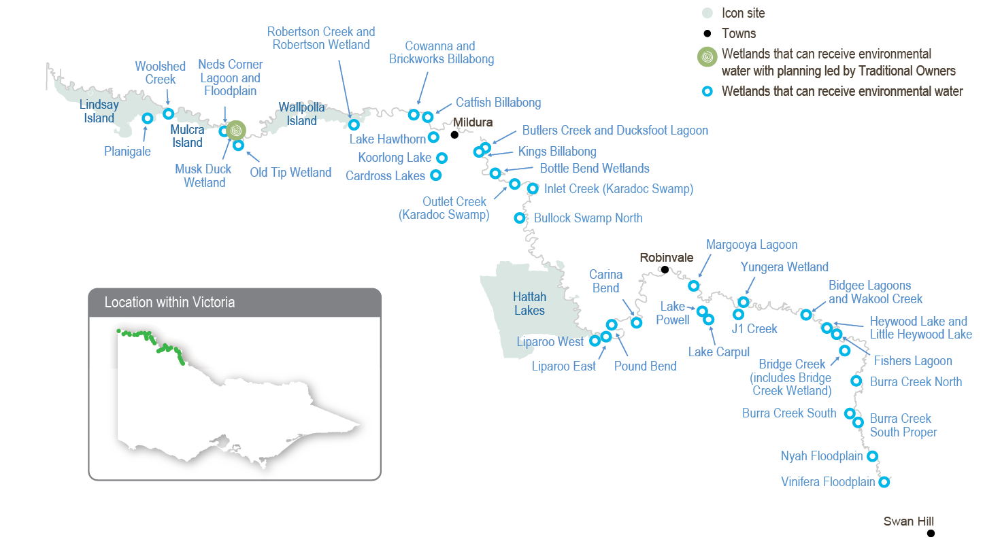 Icon site
Towns
Wetlands that can receive environmental
water with planning led by Traditional Owners
Wetlands that can receive environmental water
Robertson Creek and
Robertson Wetland
Cowanna and
Brickworks Billabong
Woolshed
Creek
Neds Corner
Lagoon and
Floodplain
Catfish Billabong
Lindsay
Island
Wallpolla
Island
Mildura
Mulcra
Island
Butlers Creek and Ducksfoot Lagoon
Lake Hawthorn
Planigale
Kings Billabong
Koorlong Lake
Musk Duck
Wetland
Old Tip Wetland
Bottle Bend Wetlands
Cardross Lakes
Inlet Creek (Karadoc Swamp)
Outlet Creek
(Karadoc Swamp)
Bullock Swamp North
Margooya Lagoon
Robinvale
Yungera Wetland
Carina
Bend
Bidgee Lagoons
and Wakool Creek
Hattah
Lakes
Lake
Powell
Heywood Lake and
Little Heywood Lake
J1 Creek
Liparoo West
Lake Carpul
Fishers Lagoon
Liparoo East
Pound Bend
Bridge Creek
(includes Bridge
Creek Wetland)
Burra Creek North
Burra Creek South
Burra Creek
South Proper
Nyah Floodplain
Vinifera Floodplain
Swan Hill
Location within Victoria